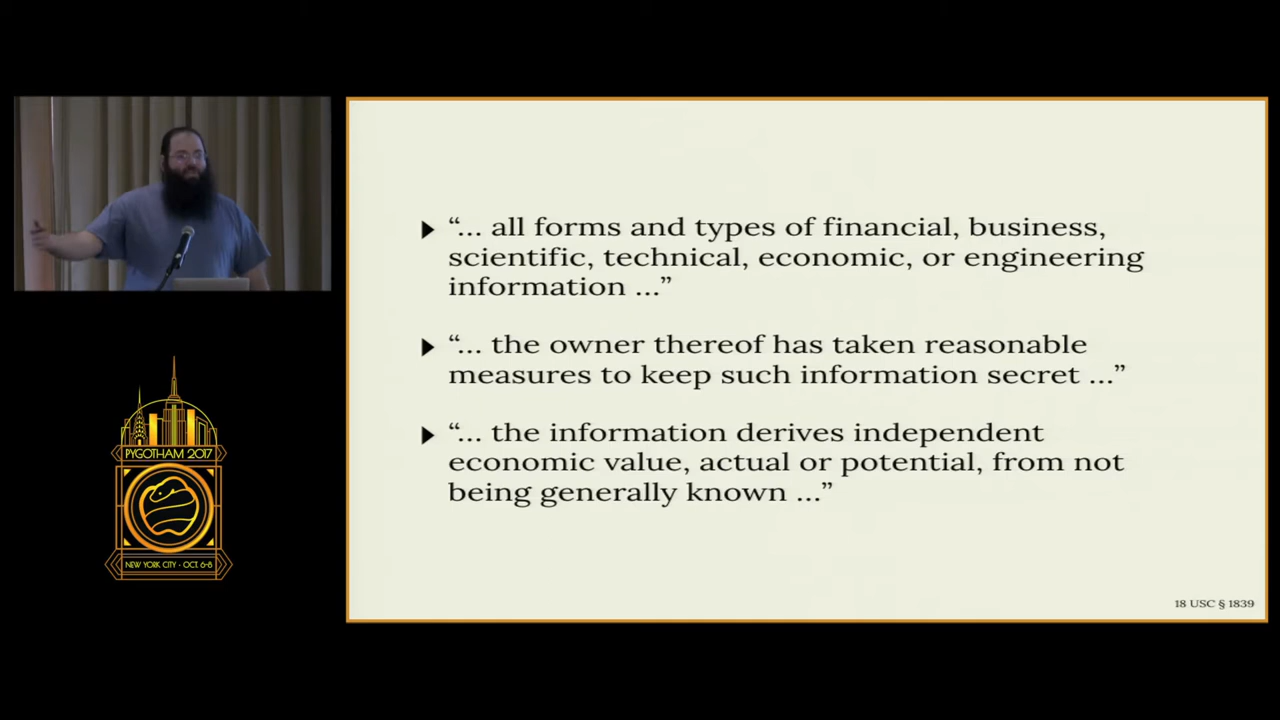 “… all forms and types of financial, business,
scientific, technical, economic, or engineering
information …”
“… the owner thereof has taken reasonable
measures to keep such information secret …”
“… the information derives independent
economic value, actual or potential, from not
being generally known …”
18 USC § 1839
PYGOTHAM 2017
NEW YORK CITY - OCT. 6-8